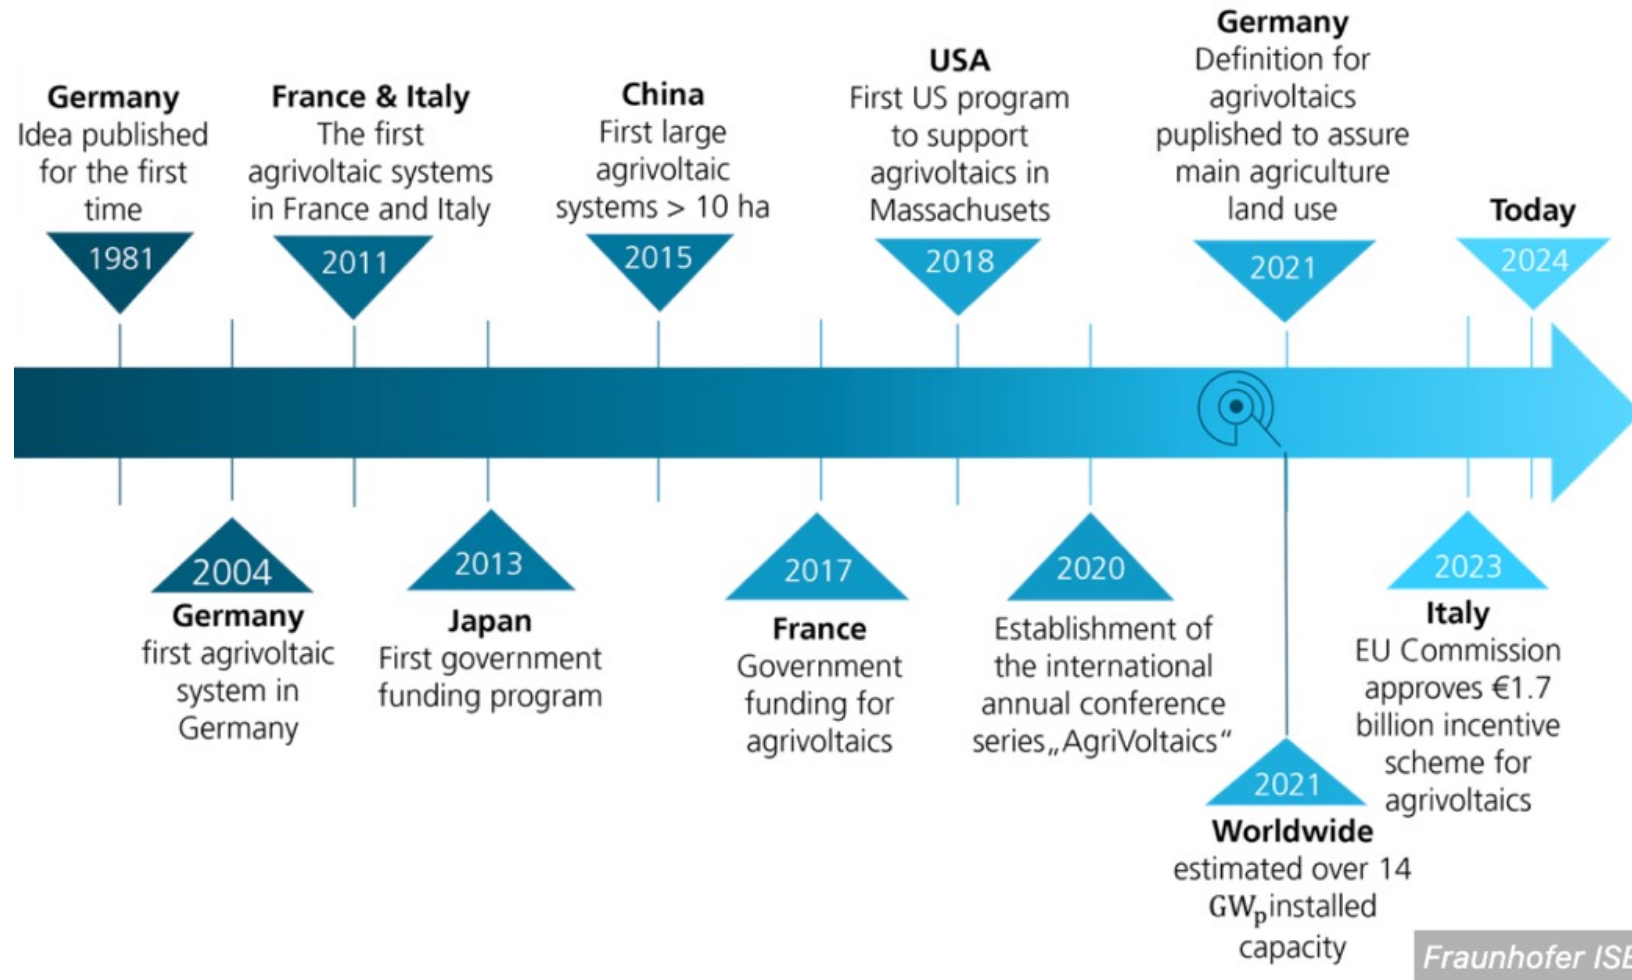 Germany
Idea published
for the first
time
1981
France & Italy
The first
agrivoltaic systems
in France and Italy
2011
China
First large
agrivoltaic
systems > 10 ha
2015
USA
First US program
to support
agrivoltaics in
Massachusets
2018
Germany
Definition for
agrivoltaics
puplished to assure
main agriculture
land use
2021
Today
2024
2004
Germany
first agrivoltaic
system in
Germany
2013
Japan
First government
funding program
2017
France
Government
funding for
agrivoltaics
2020
Establishment of
the international
annual conference
series„AgriVoltaics“
2021
Worldwide
estimated over 14
GWp installed
capacity
2023
Italy
EU Commission
approves €1.7
billion incentive
scheme for
agrivoltaics
Fraunhofer ISE